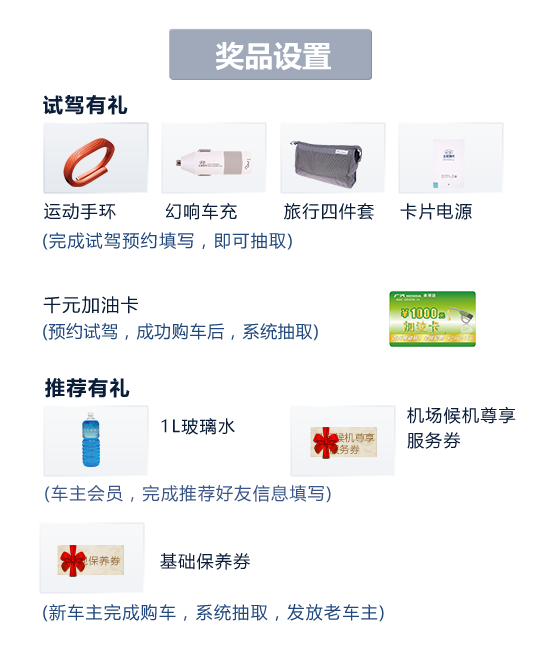 奖品设置
试驾有礼
运动手环 幻响车充 旅行四件套 卡片电源
(完成试驾预约填写，即可抽取)
千元加油卡
¥1000
加油卡
(预约试驾，成功购车后，系统抽取)
推荐有礼
1L玻璃水
候机尊享
服务券
机场候机尊享
服务券
(车主会员，完成推荐好友信息填写)
保养券
基础保养券
(新车主完成购车，系统抽取，发放老车主)